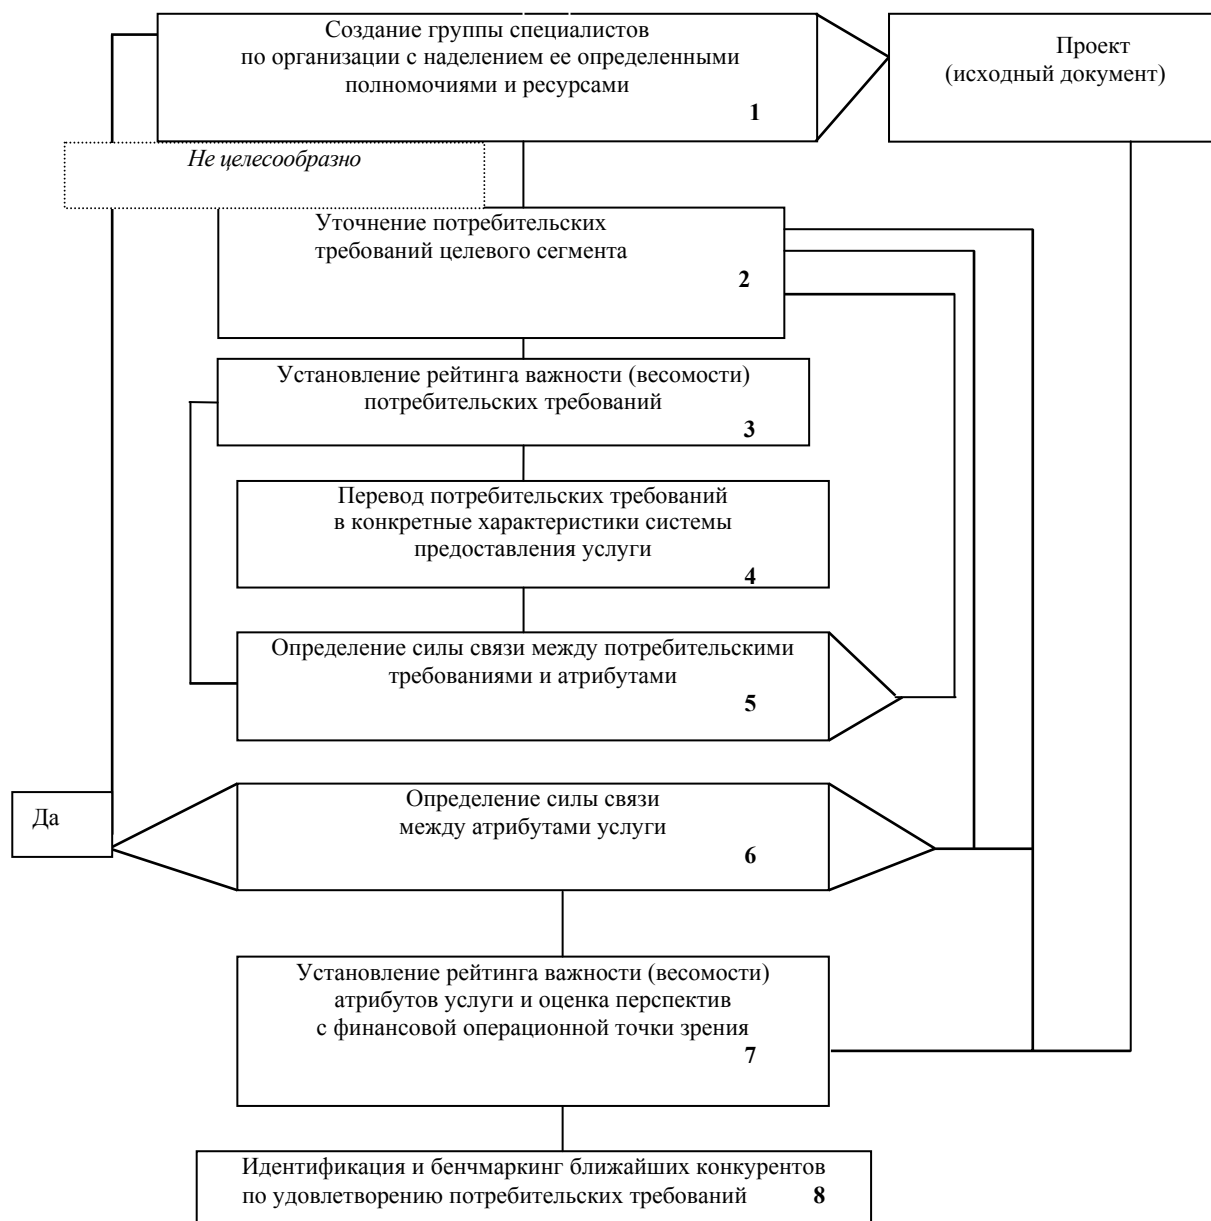 Создание группы специалистов
по организации с наделением ее определенными
полномочиями и ресурсами
1
Проект
(исходный документ)
Не целесообразно
Уточнение потребительских
требований целевого сегмента
2
Установление рейтинга важности (весомости)
потребительских требований
3
Перевод потребительских требований
в конкретные характеристики системы
предоставления услуги
4
Определение силы связи между потребительскими
требованиями и атрибутами
5
Да
Определение силы связи
между атрибутами услуги
6
Установление рейтинга важности (весомости)
атрибутов услуги и оценка перспектив
с финансовой операционной точки зрения
7
Идентификация и бенчмаркинг ближайших конкурентов
по удовлетворению потребительских требований 8